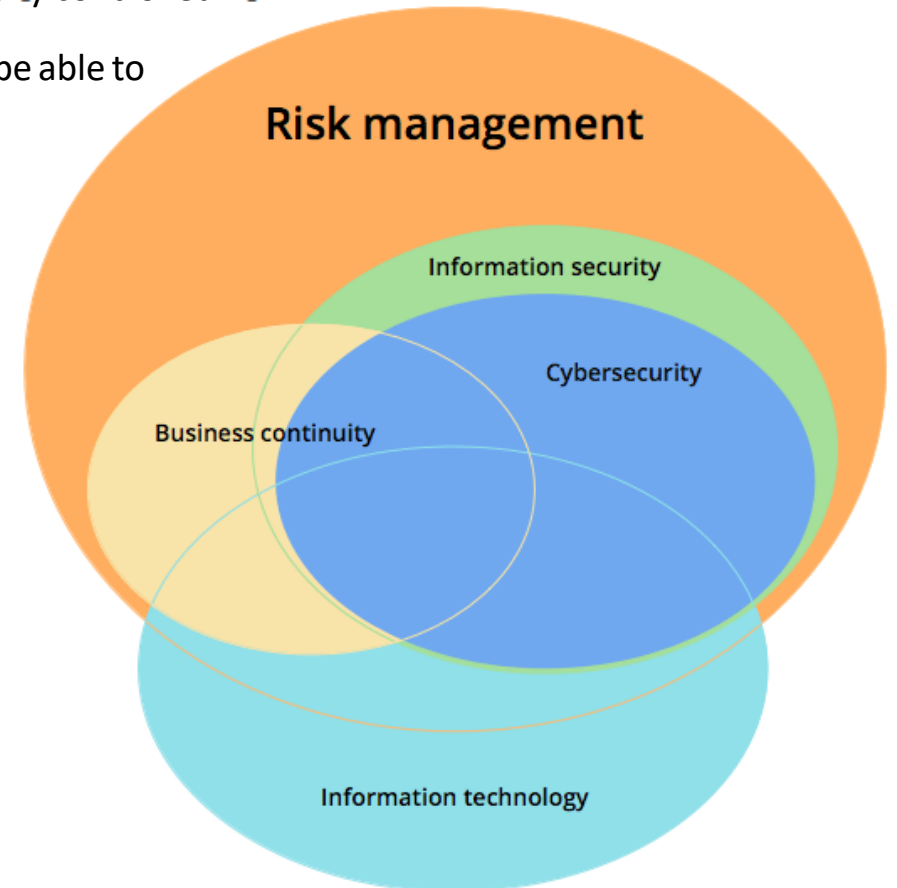 be able to
Risk management
Information security
Cybersecurity
Business continuity
Information technology